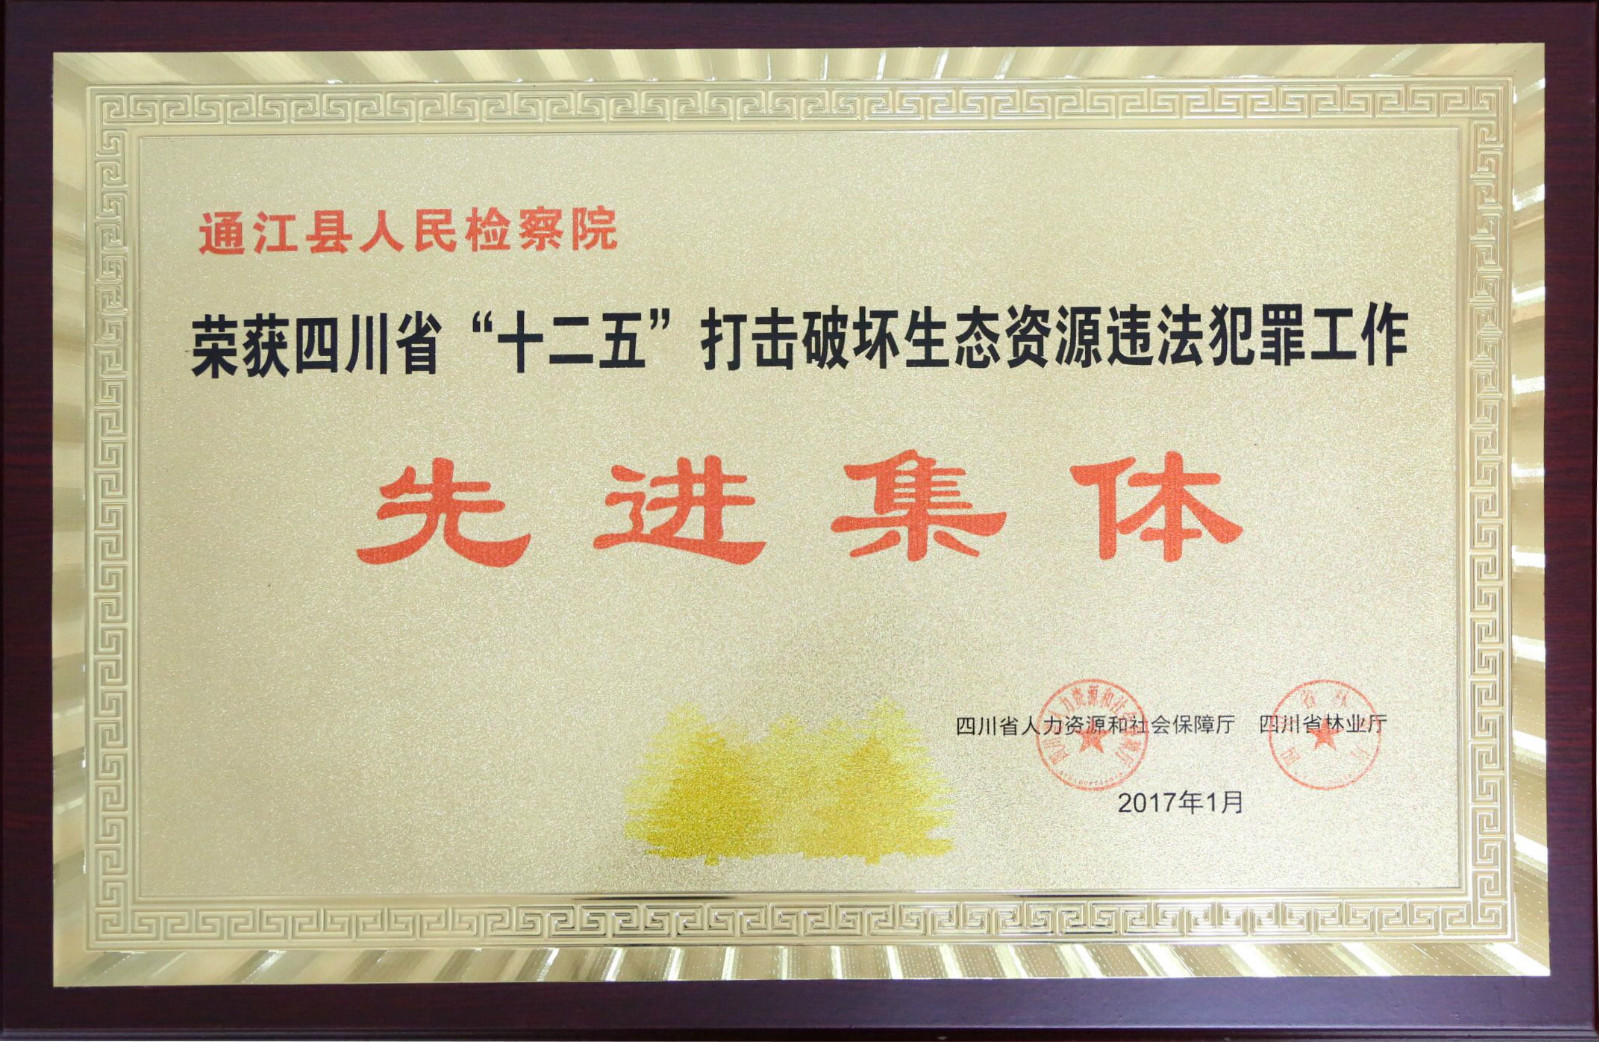 通江县人民检察院
荣获四川省“十二五”打击破坏生态资源违法犯罪工作
先进集体
四川省人力资源和社会保障厅 四川省林业厅
2017年1月